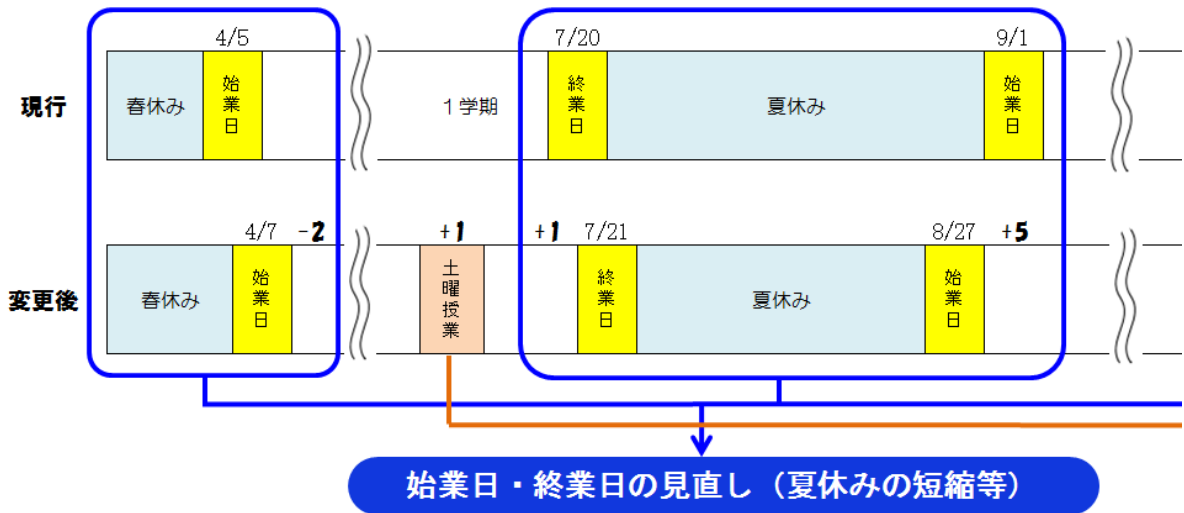 4/5 7/20 9/1
現行 春休み 始業日 1学期 終業日 夏休み 始業日
4/7 -2 +1 +1 7/21 8/27 +5
変更後 春休み 始業日 土曜授業 終業日 夏休み 始業日
始業日・終業日の見直し（夏休みの短縮等）